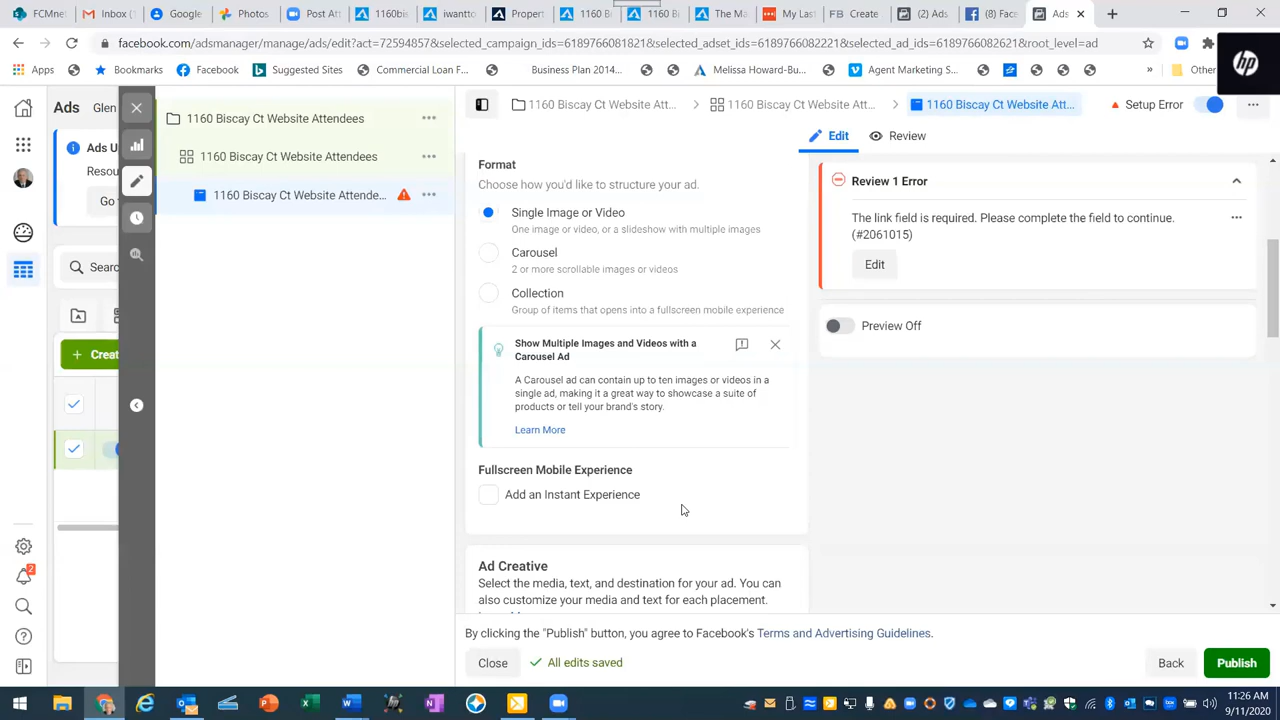 FCMnet
Inbox (1
Google
Post Att
1160bis
iwantto
Propert
1160 B
1160 B
The Ma
My Last
Create
(2) Ads
(8) Face
Ads
facebook.com/adsmanager/manage/ads/edit?act=72594857&selected_campaign_ids=6189766081821&selected_adset_ids=6189766082221&selected_ad_ids=6189766082621&root_level=ad
Apps
Bookmarks
Facebook
Suggested Sites
Commercial Loan F...
Business Plan 2014...
Melissa Howard-Bu...
Agent Marketing S...
»
Other
hp
Ads
Glen
1160 Biscay Ct Website Attendees
1160 Biscay Ct Website Att...
1160 Biscay Ct Website Att...
1160 Biscay Ct Website Att...
Setup Error
Ads U
Resou
Go t
1160 Biscay Ct Website Attendees
1160 Biscay Ct Website Attende...
Searc
Creat
2
Edit
Review
Format
Choose how you'd like to structure your ad.
Single Image or Video
One image or video, or a slideshow with multiple images
Carousel
2 or more scrollable images or videos
Collection
Group of items that opens into a fullscreen mobile experience
Show Multiple Images and Videos with a
Carousel Ad
A Carousel ad can contain up to ten images or videos in a
single ad, making it a great way to showcase a suite of
products or tell your brand's story.
Learn More
Fullscreen Mobile Experience
Add an Instant Experience
Ad Creative
Select the media, text, and destination for your ad. You can
also customize your media and text for each placement.
Review 1 Error
The link field is required. Please complete the field to continue.
(#2061015)
Edit
Preview Off
By clicking the "Publish" button, you agree to Facebook's Terms and Advertising Guidelines.
Close
All edits saved
Back
Publish
11:26 AM
9/11/2020